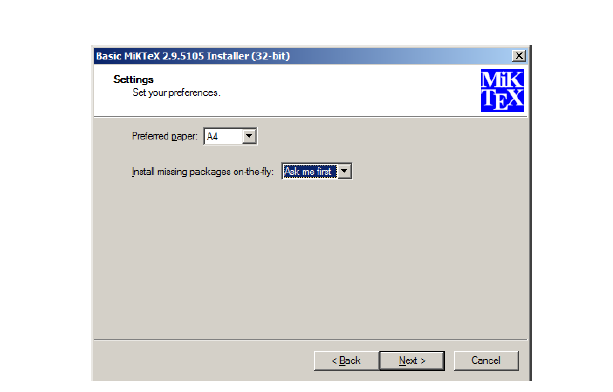 Basic MiKTeX 2.9.5105 Installer (32-bit)
Settings
Set your preferences.
MiK
TEX
Preferred paper: A4
Install missing packages on-the-fly: Ask me first
< Back Next > Cancel